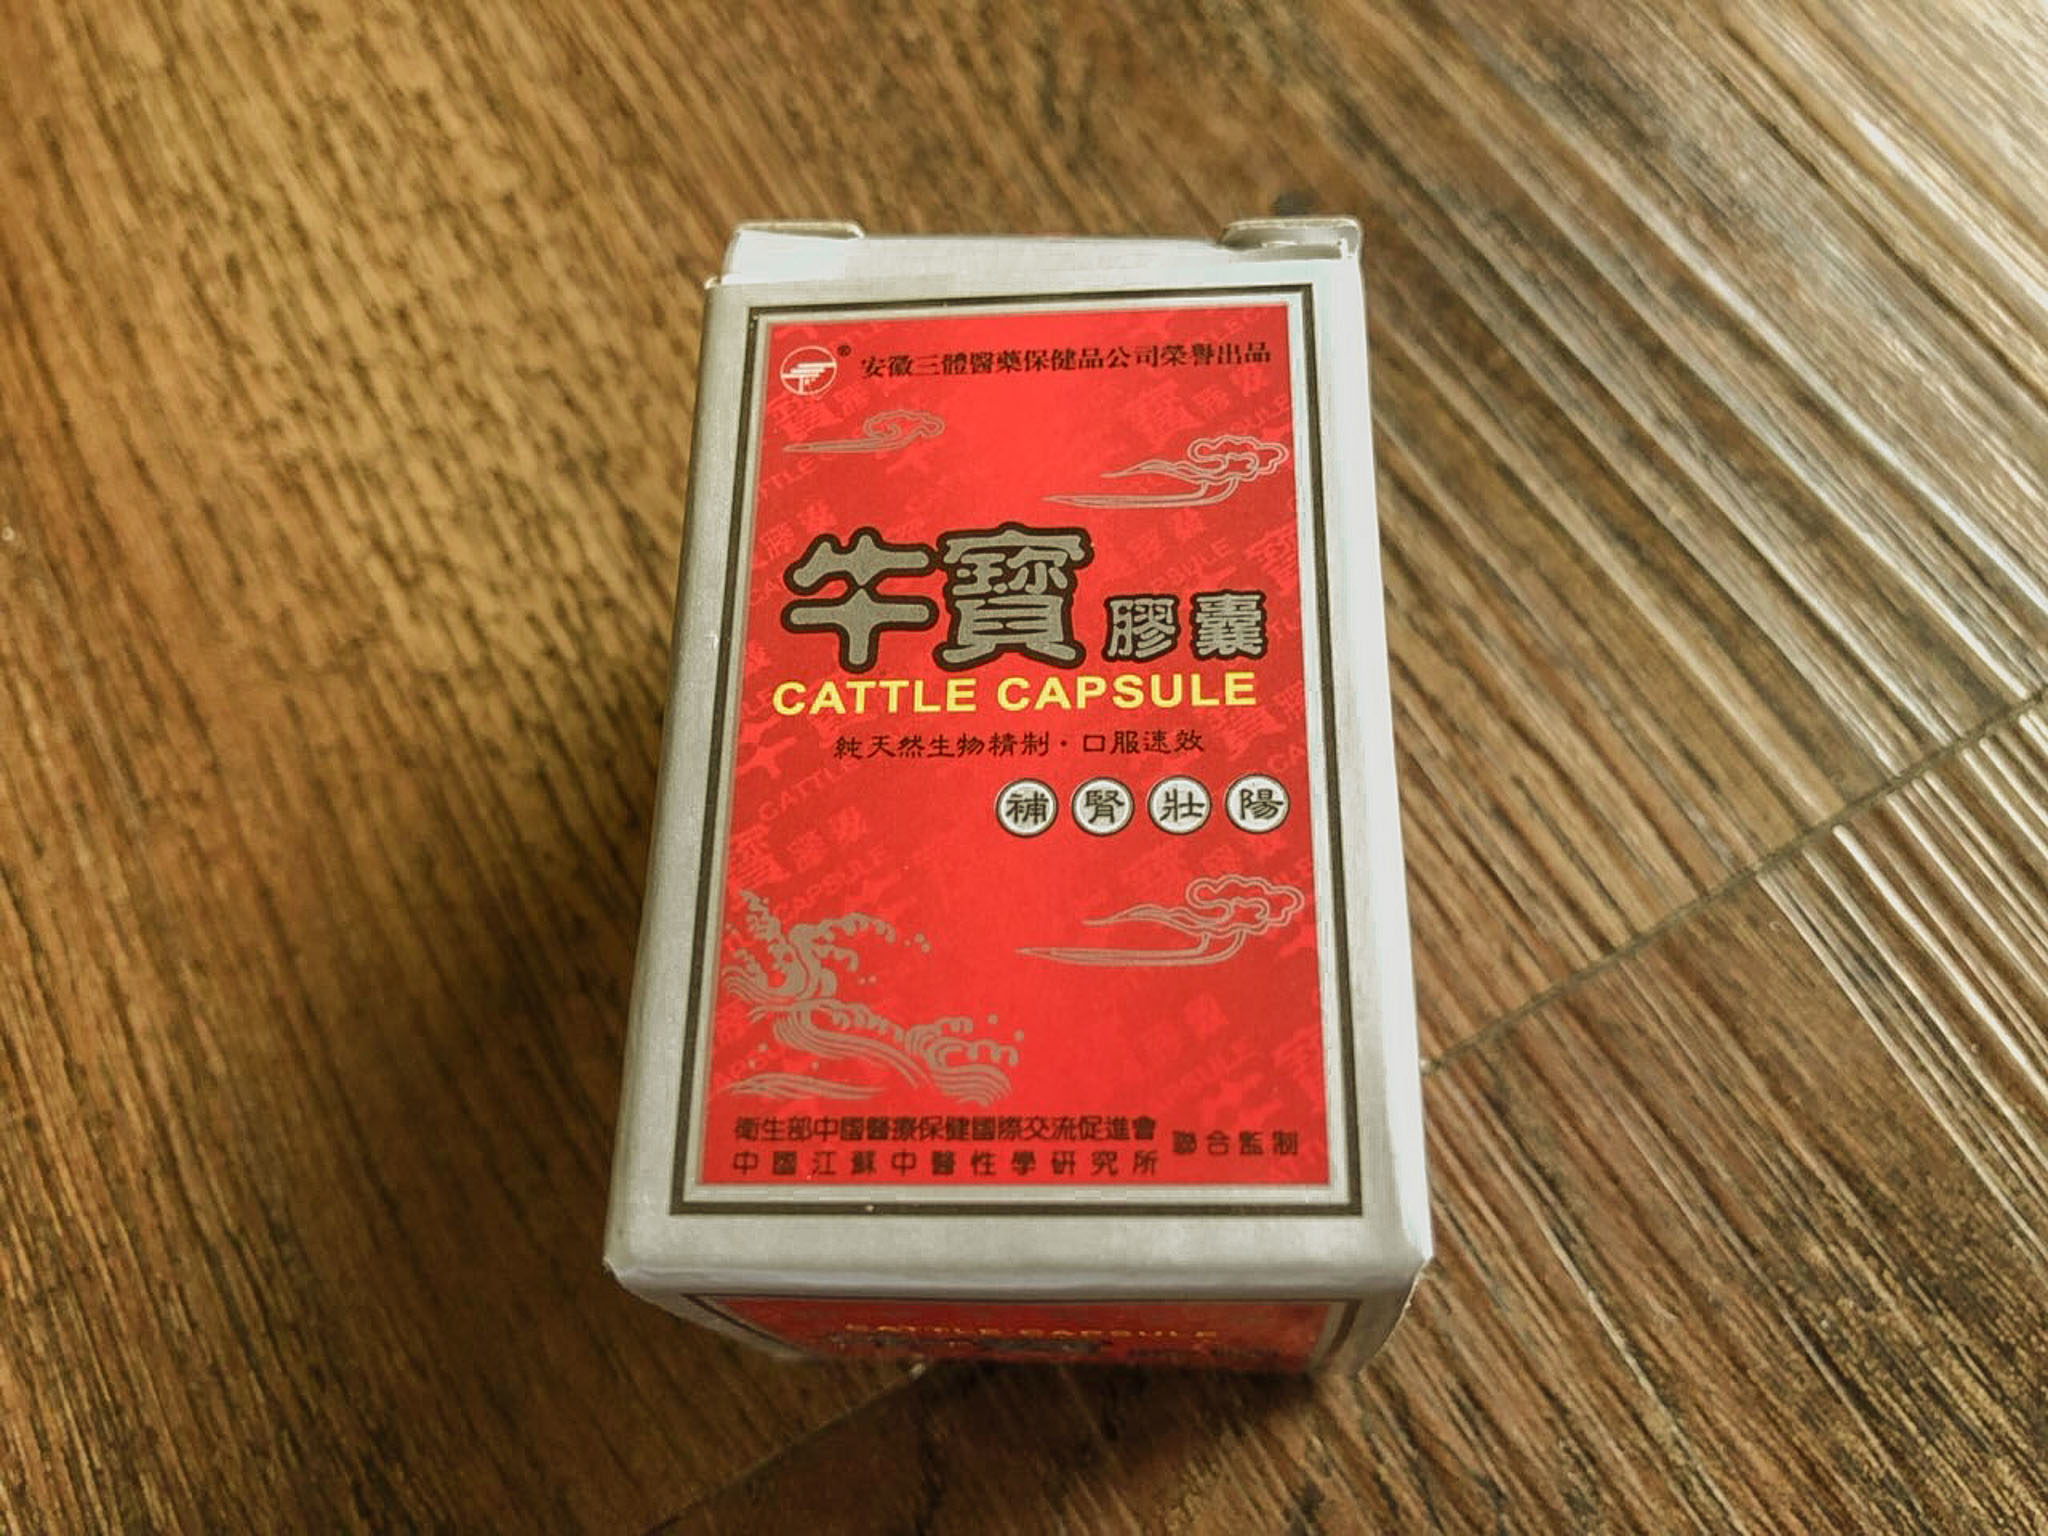 ® 安徽三體醫藥保健品公司榮譽出品
牛寶 膠囊
CATTLE CAPSULE
純天然生物精制·口服速效
補腎壯陽
衛生部中國醫療保健國際交流促進會
中國江蘇中醫性學研究所
聯合監制
CATTLE CAPSULE